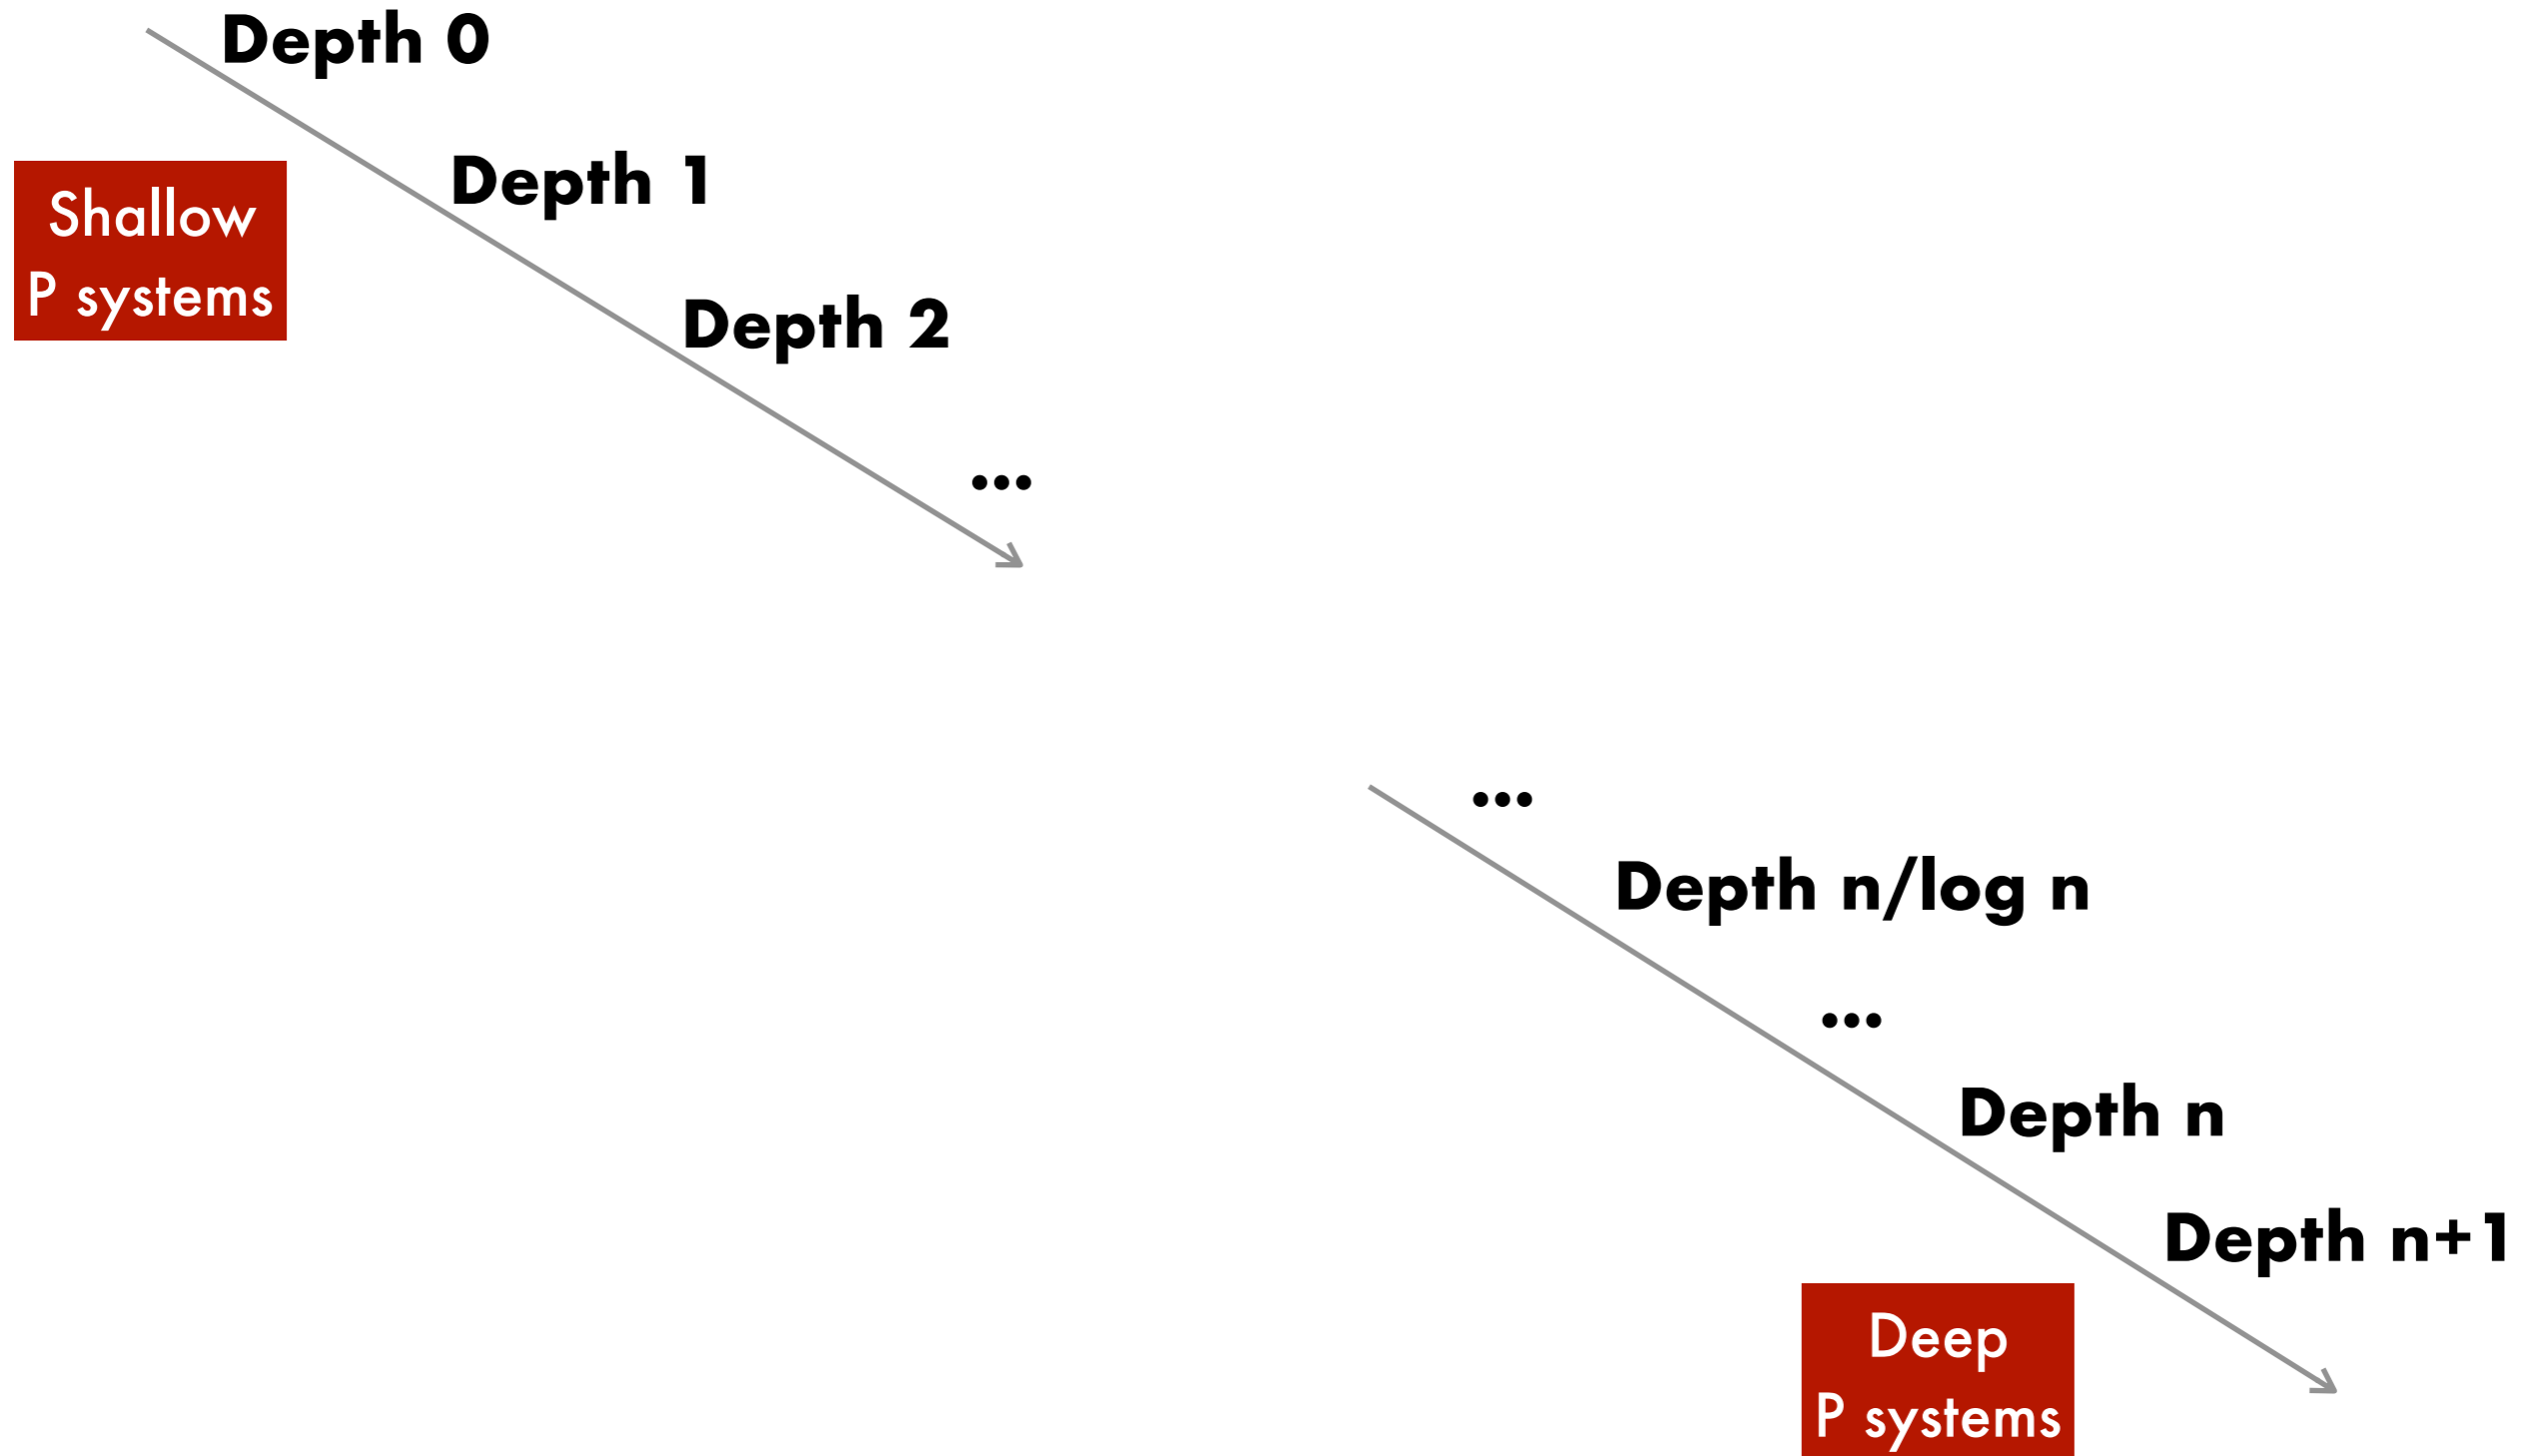 Depth 0
Depth 1
Shallow
P systems
Depth 2
...
...
Depth n/log n
...
Depth n
Depth n+1
Deep
P systems